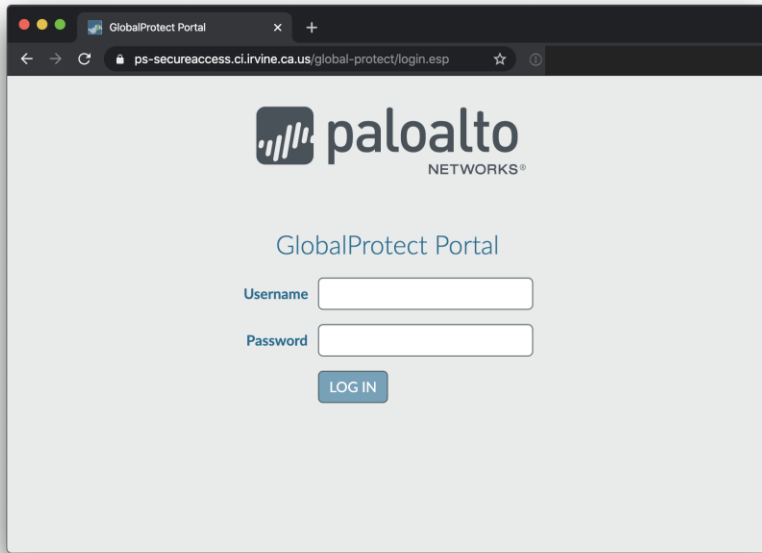 GlobalProtect Portal
ps-secureaccess.ci.irvine.ca.us/global-protect/login.esp
paloalto
NETWORKS®
GlobalProtect Portal
Username
Password
LOG IN